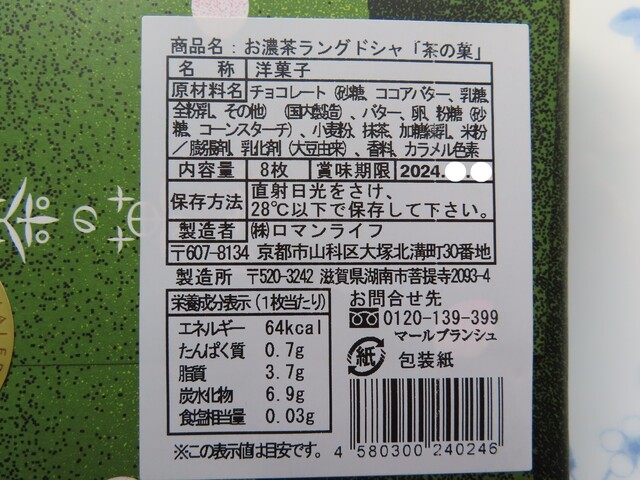 商品名：お濃茶ラングドシャ「茶の菓」
名 称 洋菓子
原材料名 チョコレート（砂糖、ココアバター、乳糖、
全粉乳、その他）（国内製造）、バター、卵、粉糖（砂
糖、コーンスターチ）、小麦粉、抹茶、加糖練乳、米粉
／膨張剤、乳化剤（大豆由来）、香料、カラメル色素
内容量 8枚 賞味期限 2024.
保存方法 直射日光をさけ、
28℃以下で保存して下さい。
製造者 ㈱ロマンライフ
〒607-8134 京都市山科区大塚北溝町30番地
製造所 〒520-3242 滋賀県湖南市菩提寺2093-4
栄養成分表示（1枚当たり）
エネルギー 64kcal
たんぱく質 0.7g
脂質 3.7g
炭水化物 6.9g
食塩相当量 0.03g
※この表示値は目安です。
お問合せ先
0120-139-399
マールブランシュ
紙 包装紙
4 580300 240246
茶の